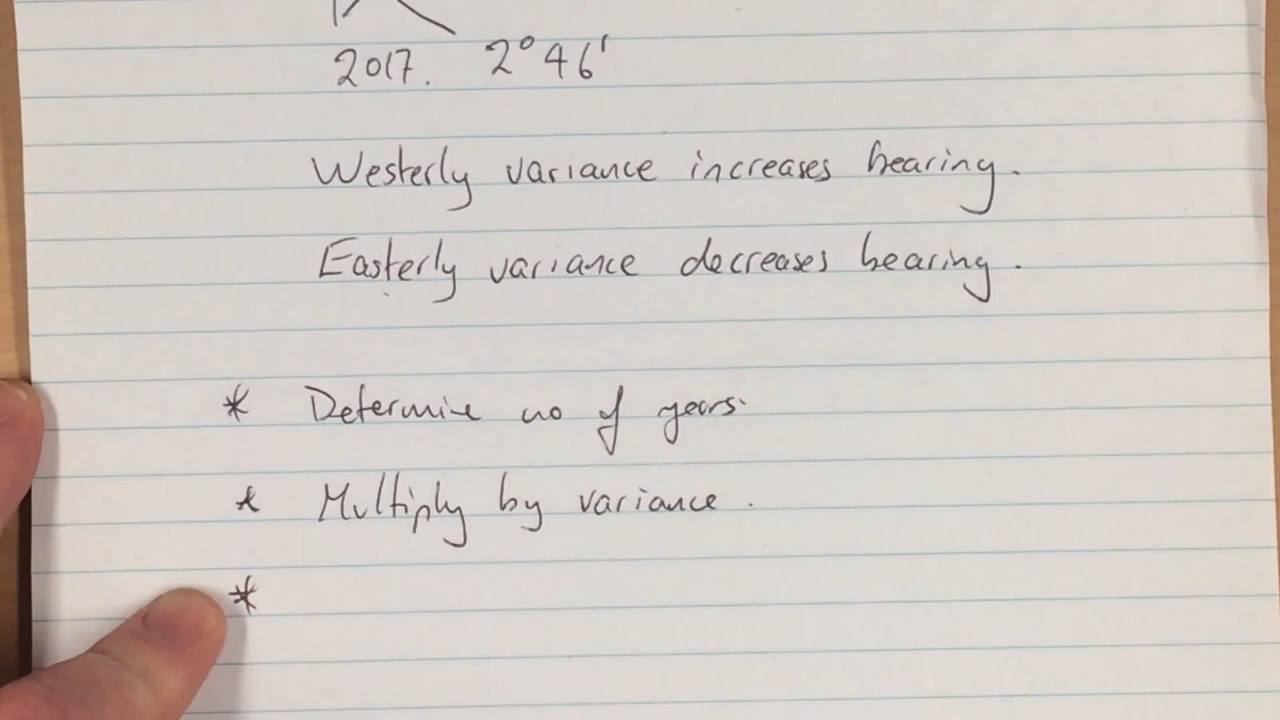 2017. 2°46'
Westerly variance increases bearing.
Easterly variance decreases bearing.
* Determine no of years.
* Multiply by variance.
*